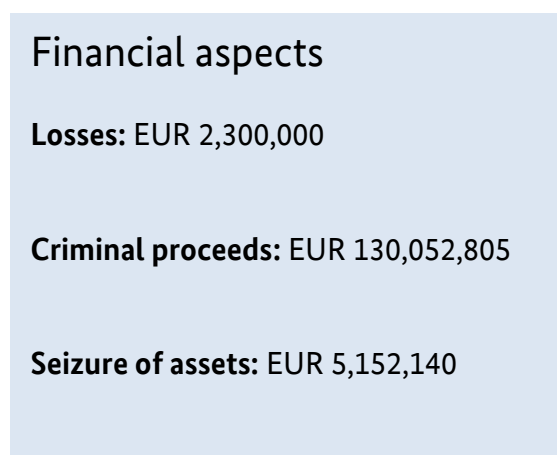 Financial aspects
Losses: EUR 2,300,000
Criminal proceeds: EUR 130,052,805
Seizure of assets: EUR 5,152,140